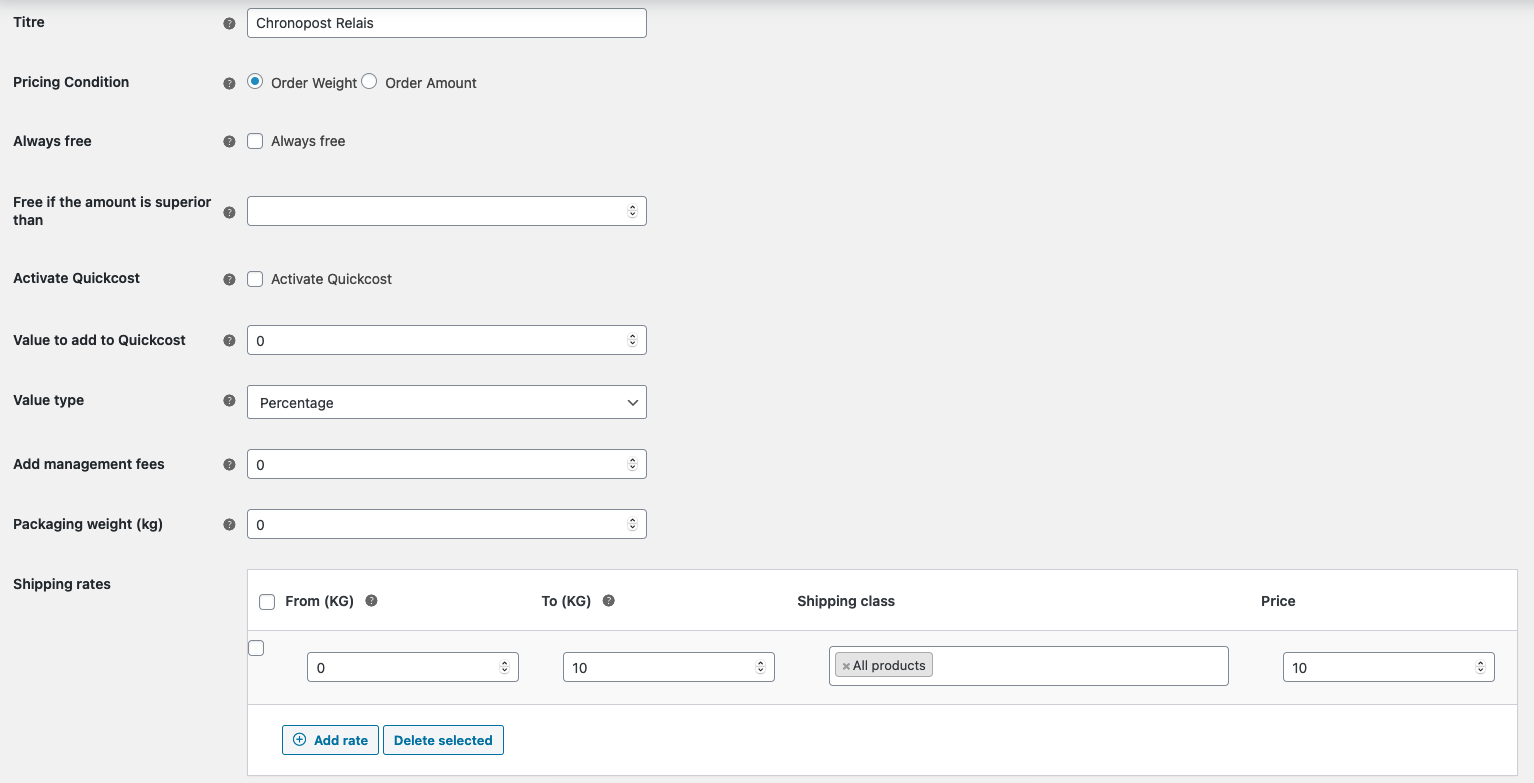 Titre
Chronopost Relais
Pricing Condition
Order Weight Order Amount
Always free
Always free
Free if the amount is superior
than
Activate Quickcost
Activate Quickcost
Value to add to Quickcost
0
Value type
Percentage
Add management fees
0
Packaging weight (kg)
0
Shipping rates
From (KG) To (KG) Shipping class Price
0 10 × All products 10
Add rate Delete selected